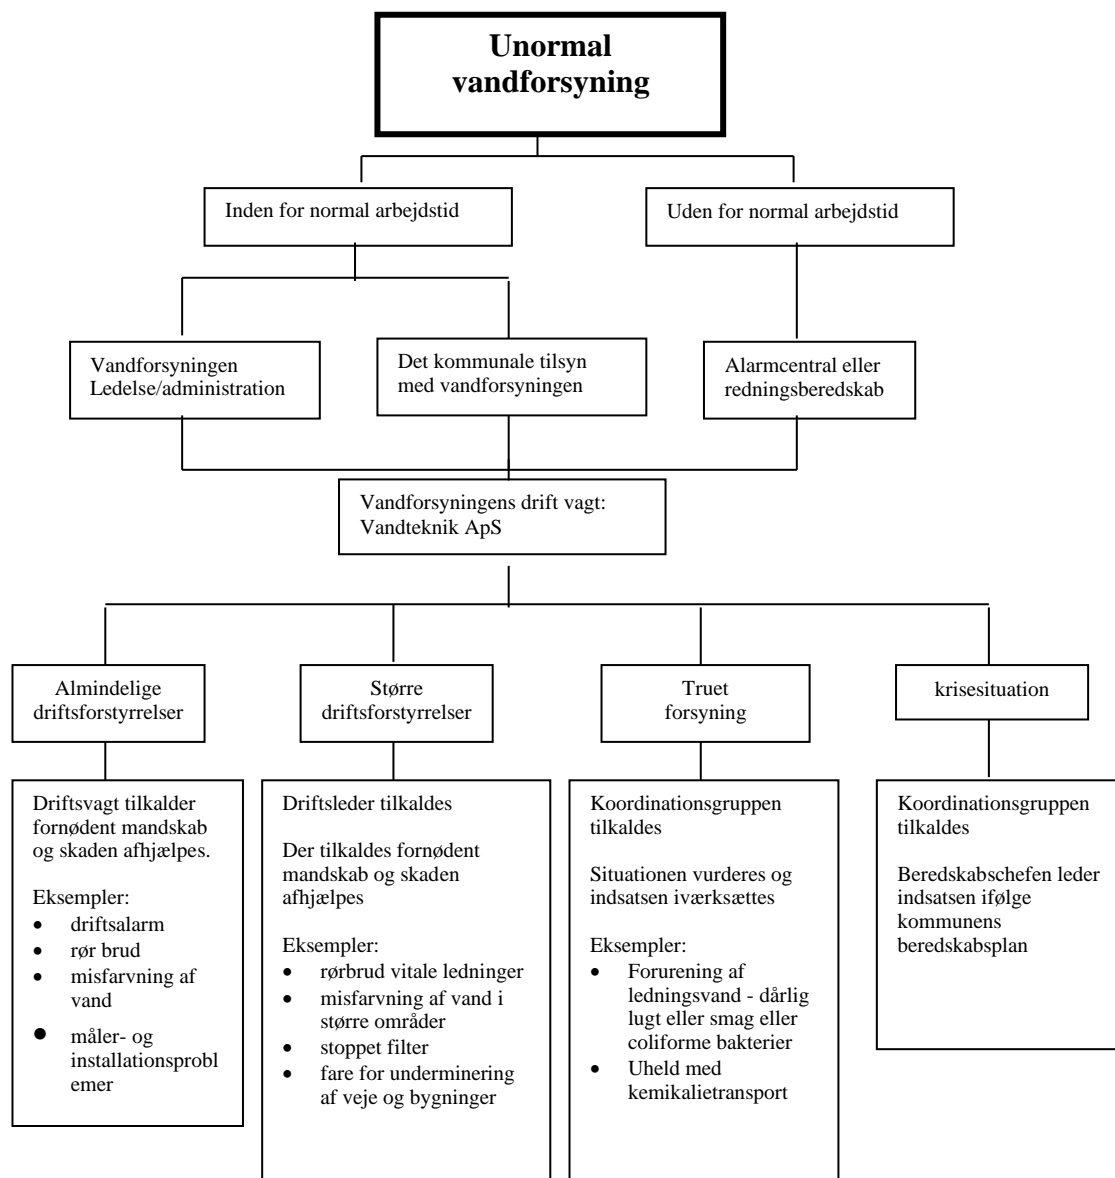 Unormal
vandforsyning
Inden for normal arbejdstid
Uden for normal arbejdstid
Vandforsyningen
Ledelse/administration
Det kommunale tilsyn
med vandforsyningen
Alarmcentral eller
redningsberedskab
Vandforsyningens drift vagt:
Vandteknik ApS
Almindelige
driftsforstyrrelser
Større
driftsforstyrrelser
Truet
forsyning
krisesituation
Driftsvagt tilkalder
fornødent mandskab
og skaden afhjælpes.
Eksempler:
• driftsalarm
• rør brud
• misfarvning af
vand
• måler- og
installationsprobl
emer
Driftsleder tilkaldes
Der tilkaldes fornødent
mandskab og skaden
afhjælpes
Eksempler:
• rørbrud vitale ledninger
• misfarvning af vand i
større områder
• stoppet filter
• fare for underminering
af veje og bygninger
Koordinationsgruppen
tilkaldes
Situationen vurderes og
indsatsen iværksættes
Eksempler:
• Forurening af
ledningsvand - dårlig
lugt eller smag eller
coliforme bakterier
• Uheld med
kemikalietransport
Koordinationsgruppen
tilkaldes
Beredskabschefen leder
indsatsen ifølge
kommunens
beredskabsplan